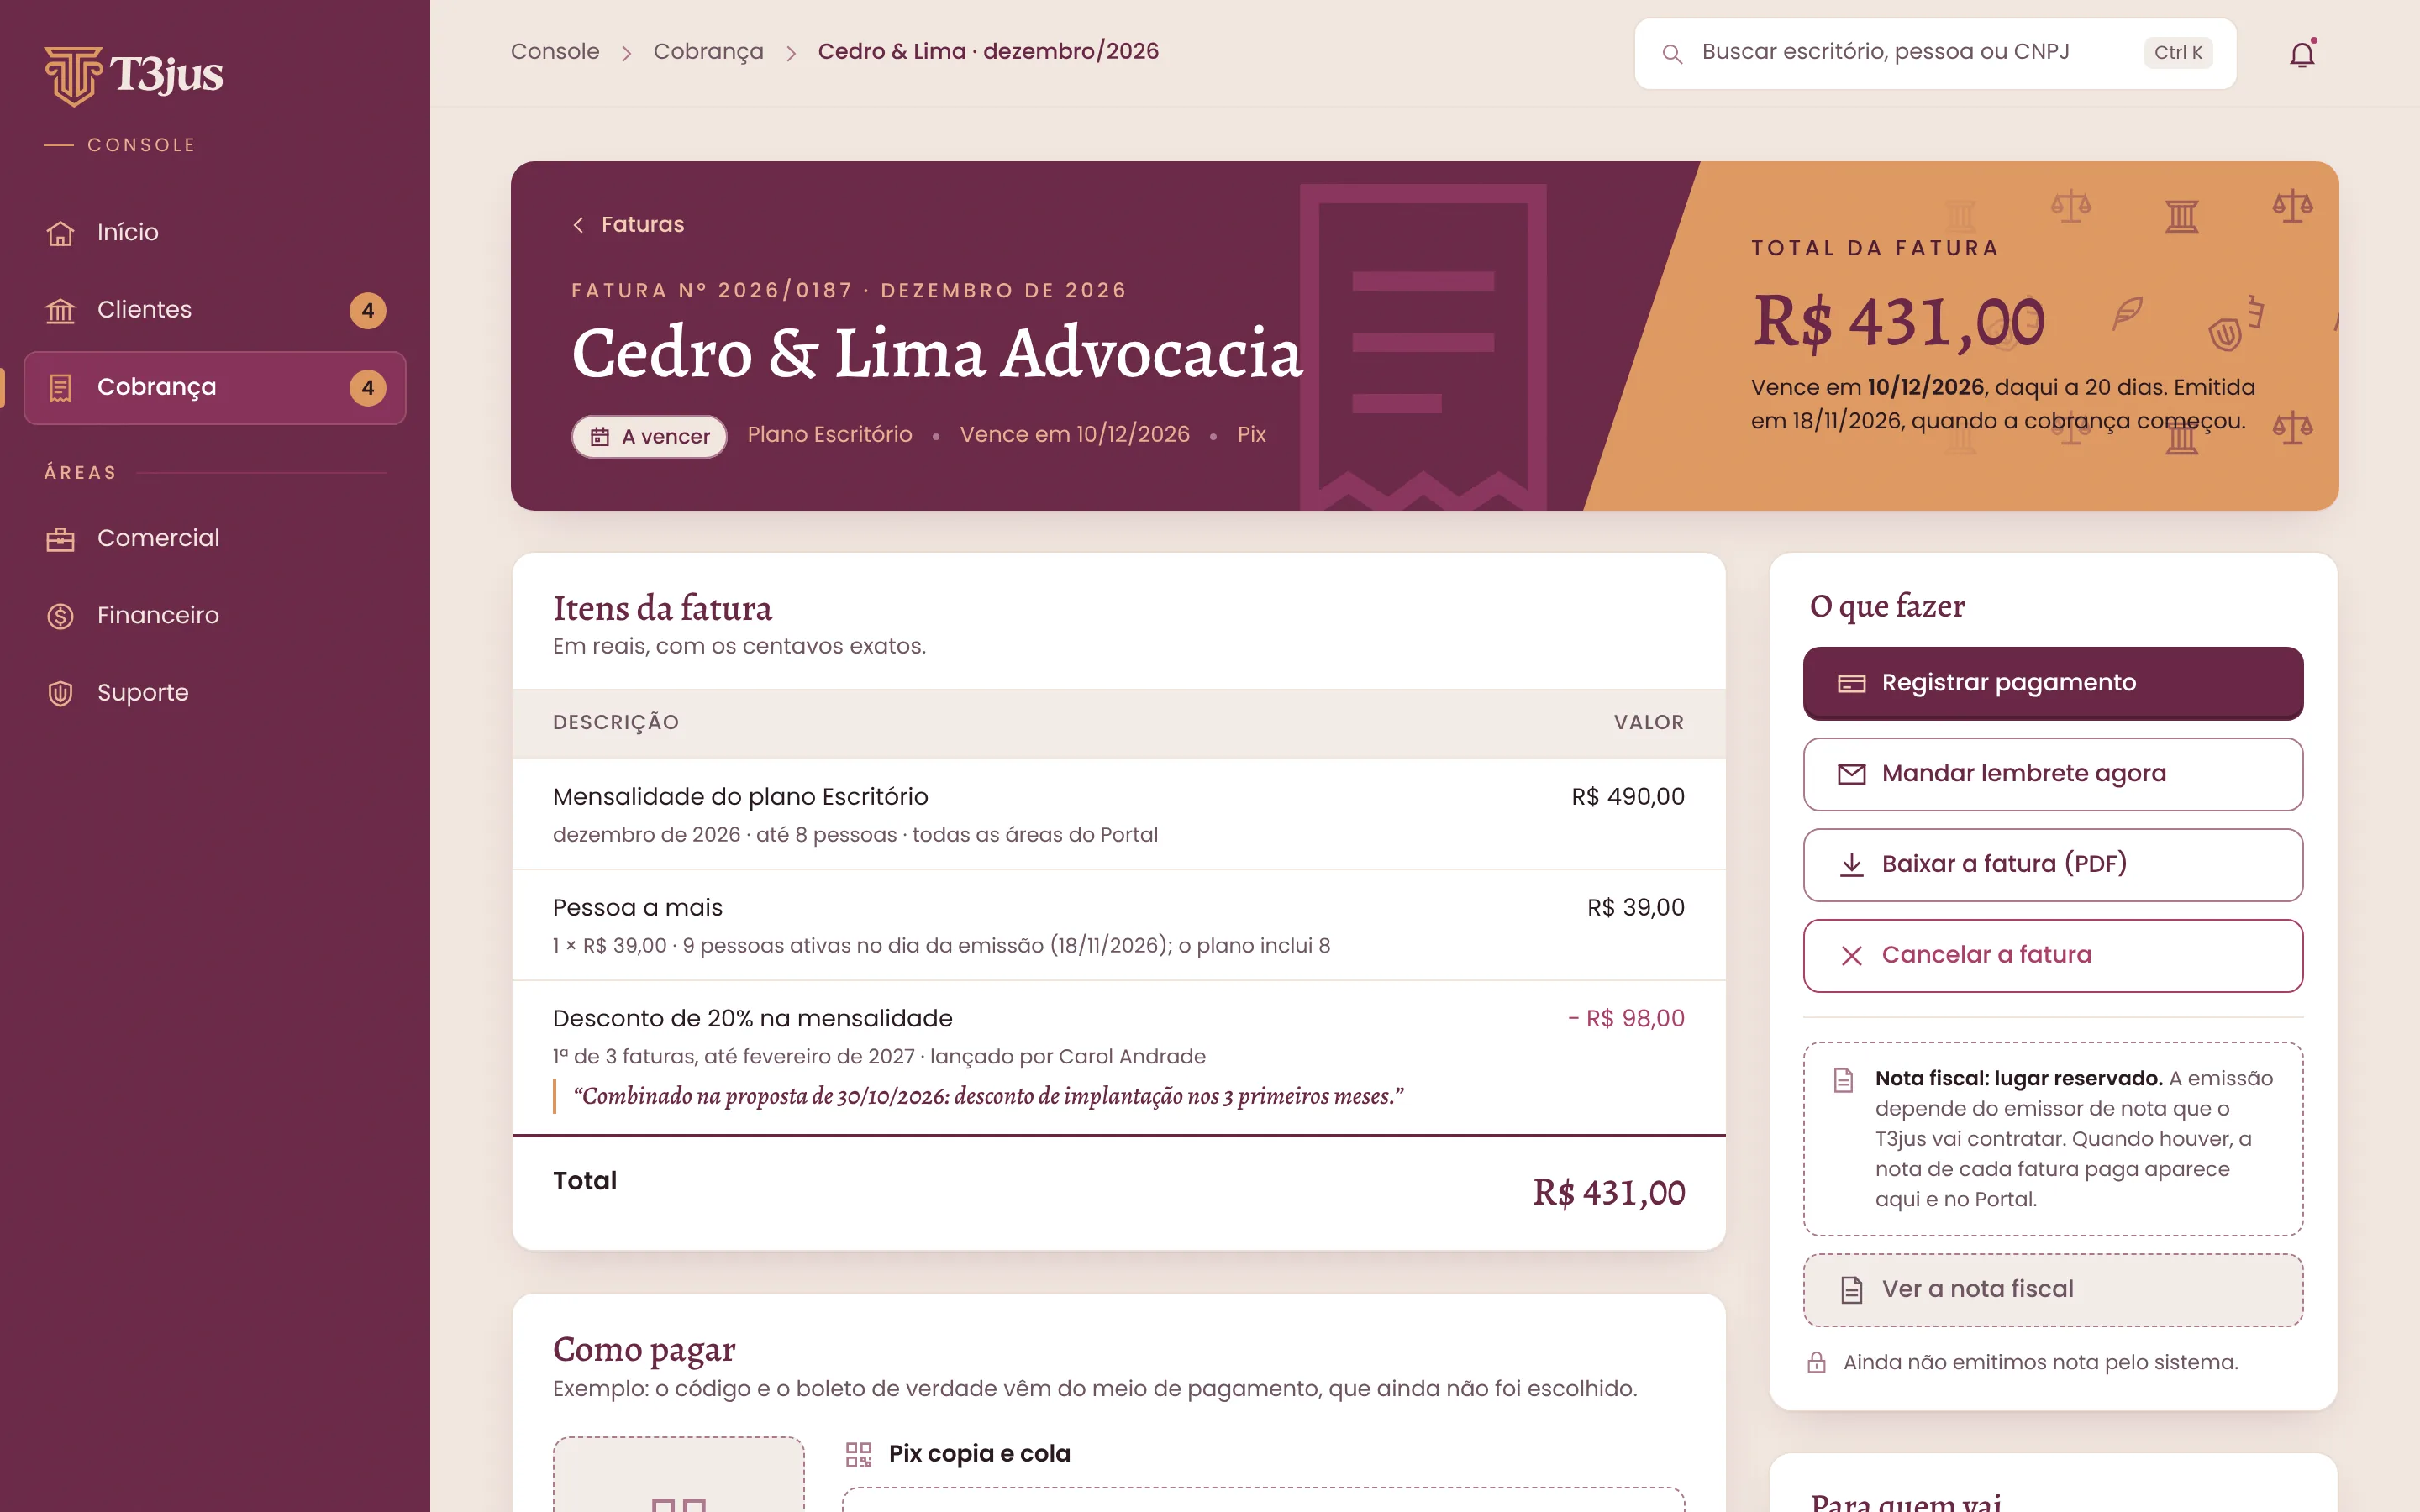 T3jus
CONSOLE
Início
Clientes 4
Cobrança 4
ÁREAS
Comercial
Financeiro
Suporte
Console > Cobrança > Cedro & Lima · dezembro/2026
Buscar escritório, pessoa ou CNPJ Ctrl K
Faturas
FATURA Nº 2026/0187 · DEZEMBRO DE 2026
Cedro & Lima Advocacia
A vencer Plano Escritório • Vence em 10/12/2026 • Pix
TOTAL DA FATURA
R$ 431,00
Vence em 10/12/2026, daqui a 20 dias. Emitida
em 18/11/2026, quando a cobrança começou.
Itens da fatura
Em reais, com os centavos exatos.
DESCRIÇÃO VALOR
Mensalidade do plano Escritório R$ 490,00
dezembro de 2026 · até 8 pessoas · todas as áreas do Portal
Pessoa a mais R$ 39,00
1 × R$ 39,00 · 9 pessoas ativas no dia da emissão (18/11/2026); o plano inclui 8
Desconto de 20% na mensalidade − R$ 98,00
1ª de 3 faturas, até fevereiro de 2027 · lançado por Carol Andrade
“Combinado na proposta de 30/10/2026: desconto de implantação nos 3 primeiros meses.”
Total R$ 431,00
Como pagar
Exemplo: o código e o boleto de verdade vêm do meio de pagamento, que ainda não foi escolhido.
Pix copia e cola
O que fazer
Registrar pagamento
Mandar lembrete agora
Baixar a fatura (PDF)
Cancelar a fatura
Nota fiscal: lugar reservado. A emissão
depende do emissor de nota que o
T3jus vai contratar. Quando houver, a
nota de cada fatura paga aparece
aqui e no Portal.
Ver a nota fiscal
Ainda não emitimos nota pelo sistema.
Para quem vai